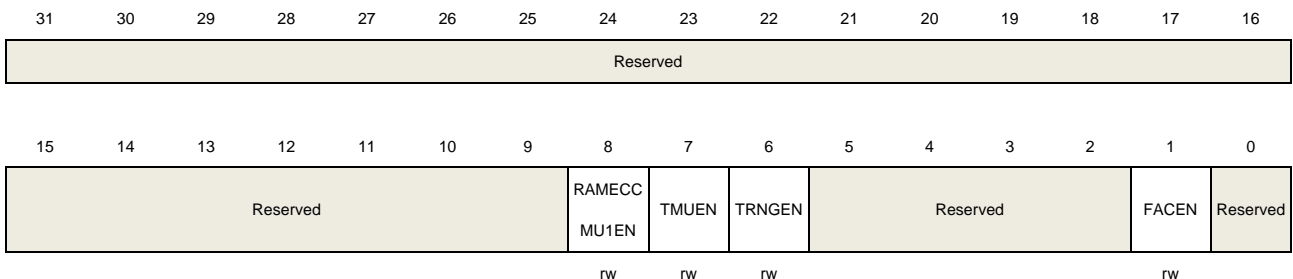 31 30 29 28 27 26 25 24 23 22 21 20 19 18 17 16
Reserved
15 14 13 12 11 10 9 8 7 6 5 4 3 2 1 0
Reserved RAMECC MU1EN TMUEN TRNGEN Reserved FACEN Reserved
rw rw rw rw